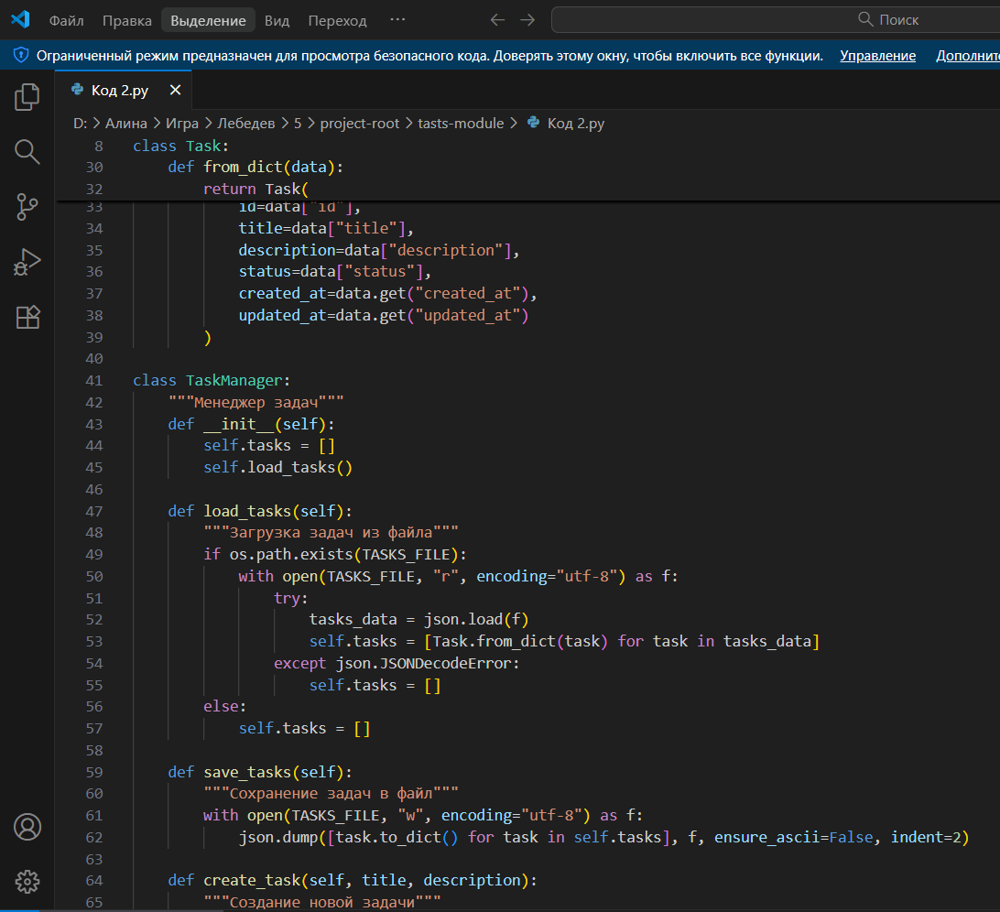 Файл Правка Выделение Вид Переход ··· Поиск
Ограниченный режим предназначен для просмотра безопасного кода. Доверять этому окну, чтобы включить все функции. Управление
Код 2.py
D: > Алина > Игра > Лебедев > 5 > project-root > tasts-module > Код 2.py
8 class Task:
30 def from_dict(data):
32 return Task(
33 id=data["id"],
34 title=data["title"],
35 description=data["description"],
36 status=data["status"],
37 created_at=data.get("created_at"),
38 updated_at=data.get("updated_at")
39 )
40
41 class TaskManager:
42 """Менеджер задач"""
43 def __init__(self):
44 self.tasks = []
45 self.load_tasks()
46
47 def load_tasks(self):
48 """Загрузка задач из файла"""
49 if os.path.exists(TASKS_FILE):
50 with open(TASKS_FILE, "r", encoding="utf-8") as f:
51 try:
52 tasks_data = json.load(f)
53 self.tasks = [Task.from_dict(task) for task in tasks_data]
54 except json.JSONDecodeError:
55 self.tasks = []
56 else:
57 self.tasks = []
58
59 def save_tasks(self):
60 """Сохранение задач в файл"""
61 with open(TASKS_FILE, "w", encoding="utf-8") as f:
62 json.dump([task.to_dict() for task in self.tasks], f, ensure_ascii=False, indent=2)
63
64 def create_task(self, title, description):
65 """Создание новой задачи"""